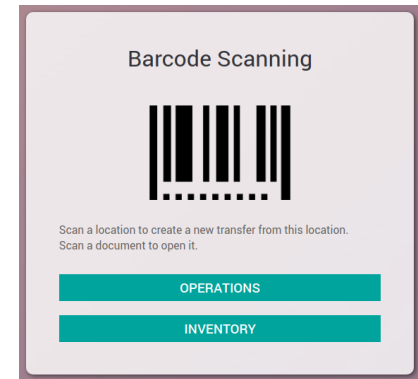 Barcode Scanning
Scan a location to create a new transfer from this location.
Scan a document to open it.
OPERATIONS
INVENTORY